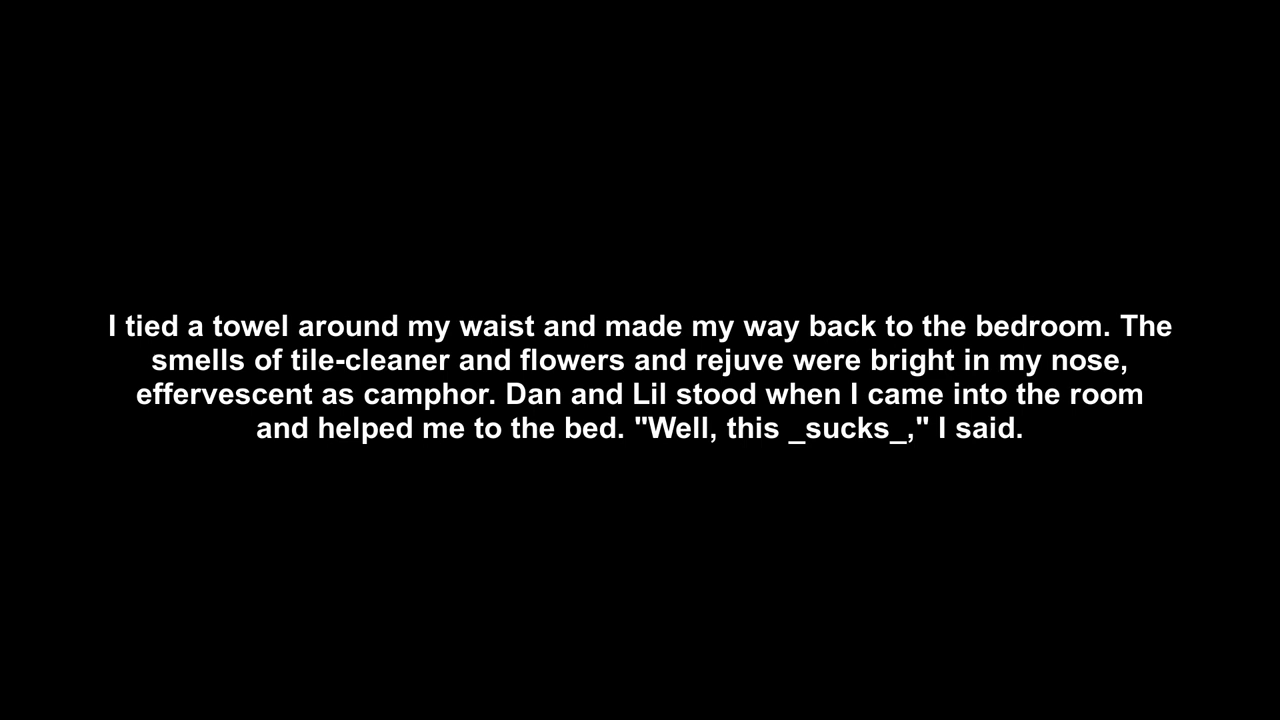 I tied a towel around my waist and made my way back to the bedroom. The
smells of tile-cleaner and flowers and rejuve were bright in my nose,
effervescent as camphor. Dan and Lil stood when I came into the room
and helped me to the bed. "Well, this _sucks_," I said.